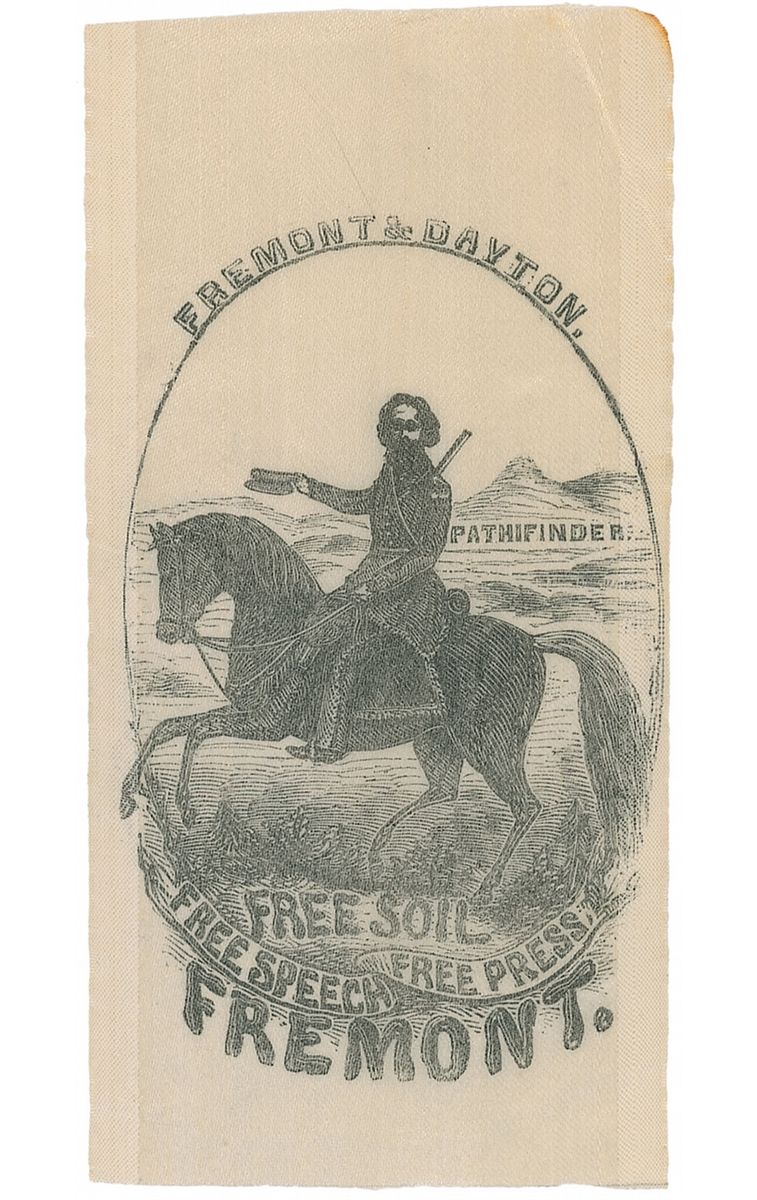 FREMONT & DAYTON,
PATHIFINDER.
FREE SOIL
FREE SPEECH FREE PRESS
FREMONT.